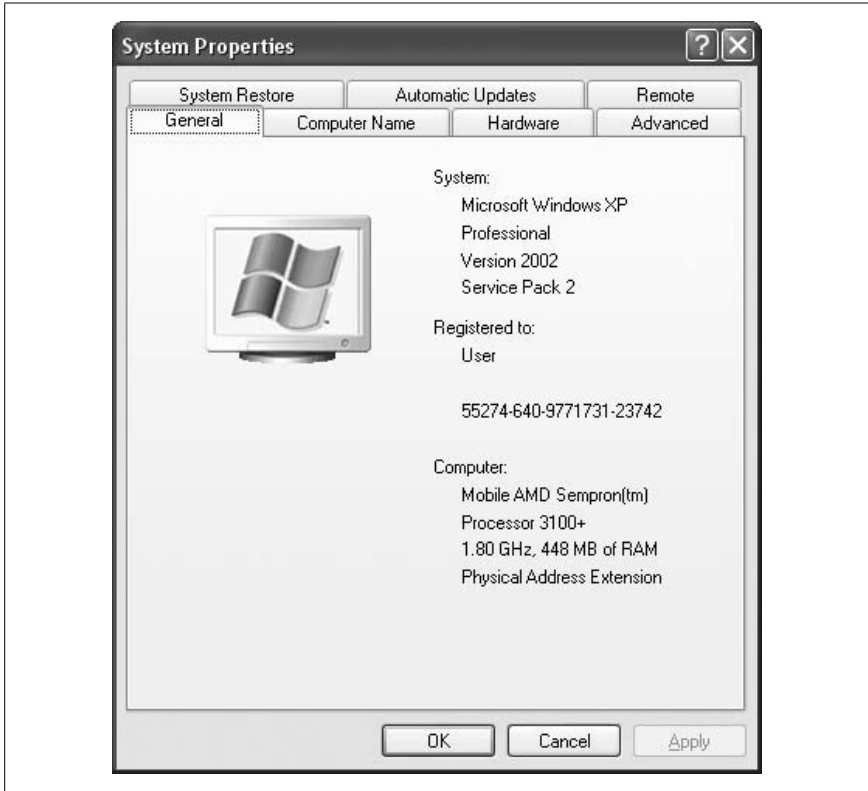 System Properties
System Restore Automatic Updates Remote
General Computer Name Hardware Advanced
System:
Microsoft Windows XP
Professional
Version 2002
Service Pack 2
Registered to:
User
55274-640-9771731-23742
Computer:
Mobile AMD Sempron(tm)
Processor 3100+
1.80 GHz, 448 MB of RAM
Physical Address Extension
OK Cancel Apply